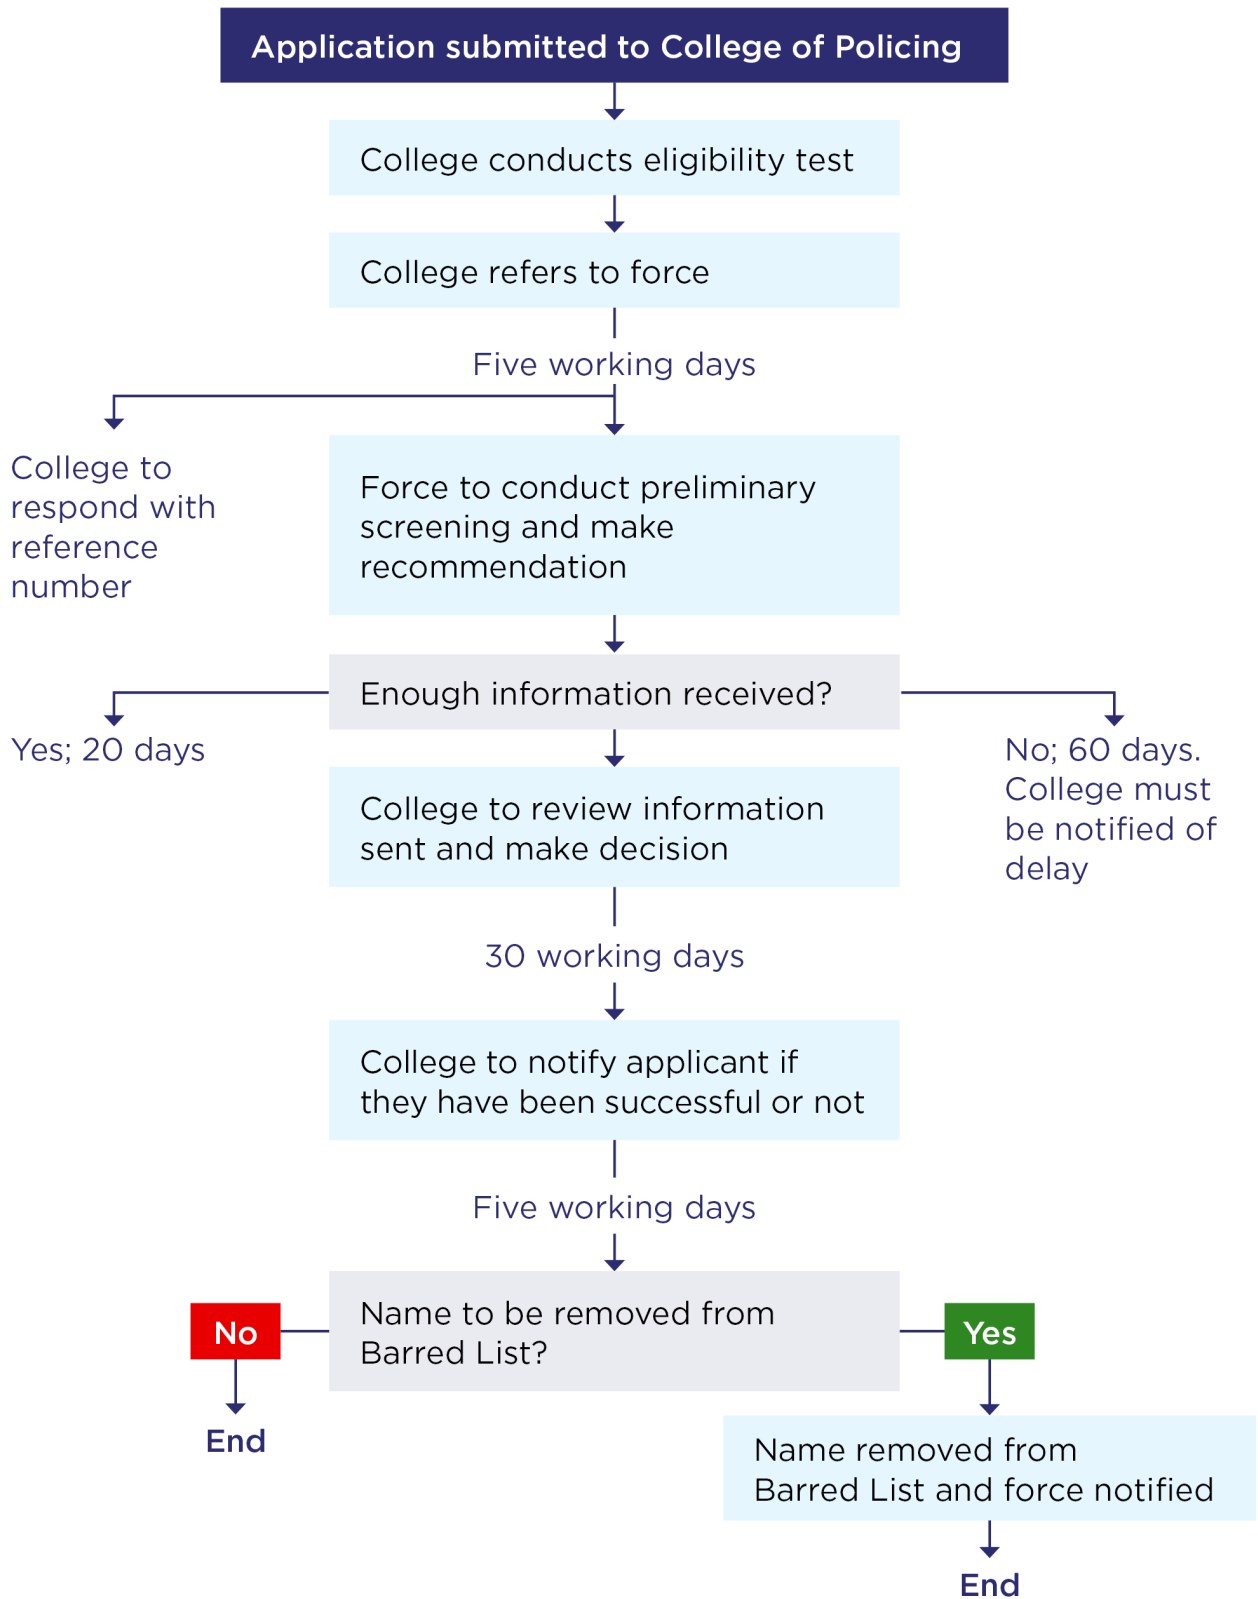 Application submitted to College of Policing
College conducts eligibility test
College refers to force
Five working days
College to
respond with
reference
number
Force to conduct preliminary
screening and make
recommendation
Enough information received?
Yes; 20 days
No; 60 days.
College must
be notified of
delay
College to review information
sent and make decision
30 working days
College to notify applicant if
they have been successful or not
Five working days
Name to be removed from
Barred List?
No
Yes
End
Name removed from
Barred List and force notified
End